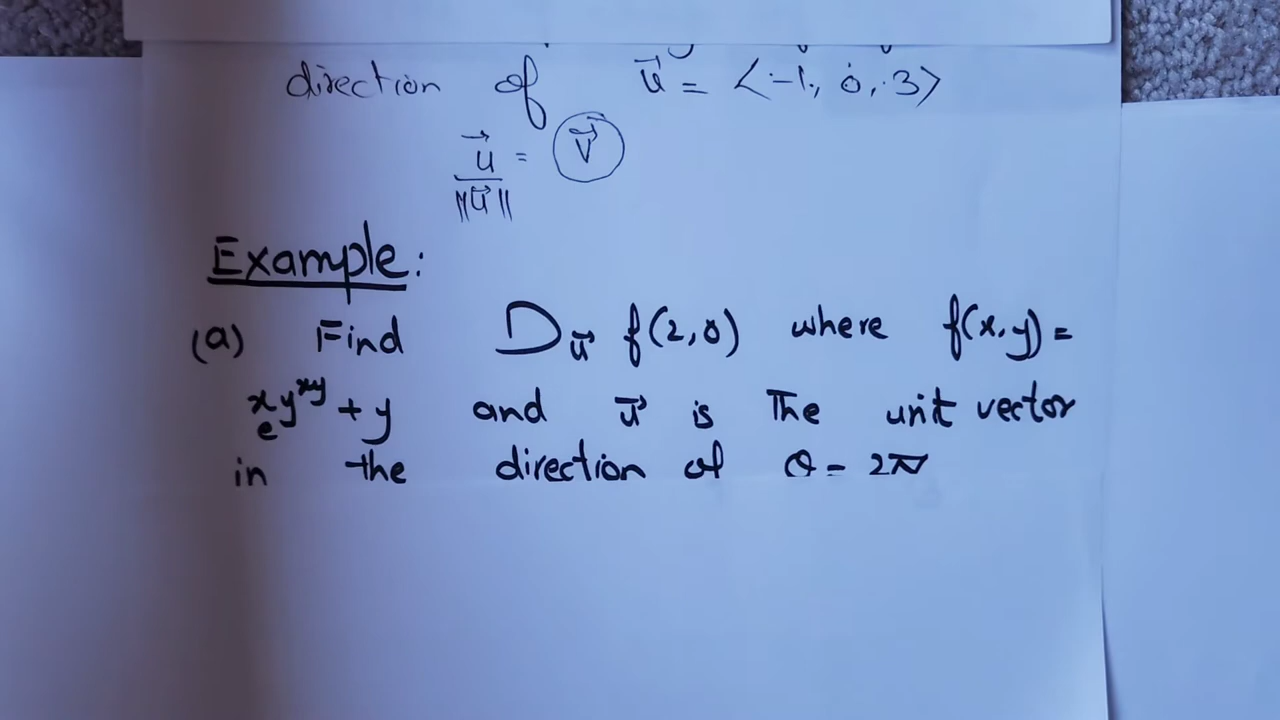 direction of u⃗ = <-1, 0, 3>
u⃗ / ||u⃗|| = v⃗
Example:
(a) Find D_u⃗ f(2,0) where f(x,y) =
x e y^xy + y and u⃗ is The unit vector
in the direction of θ = 2π